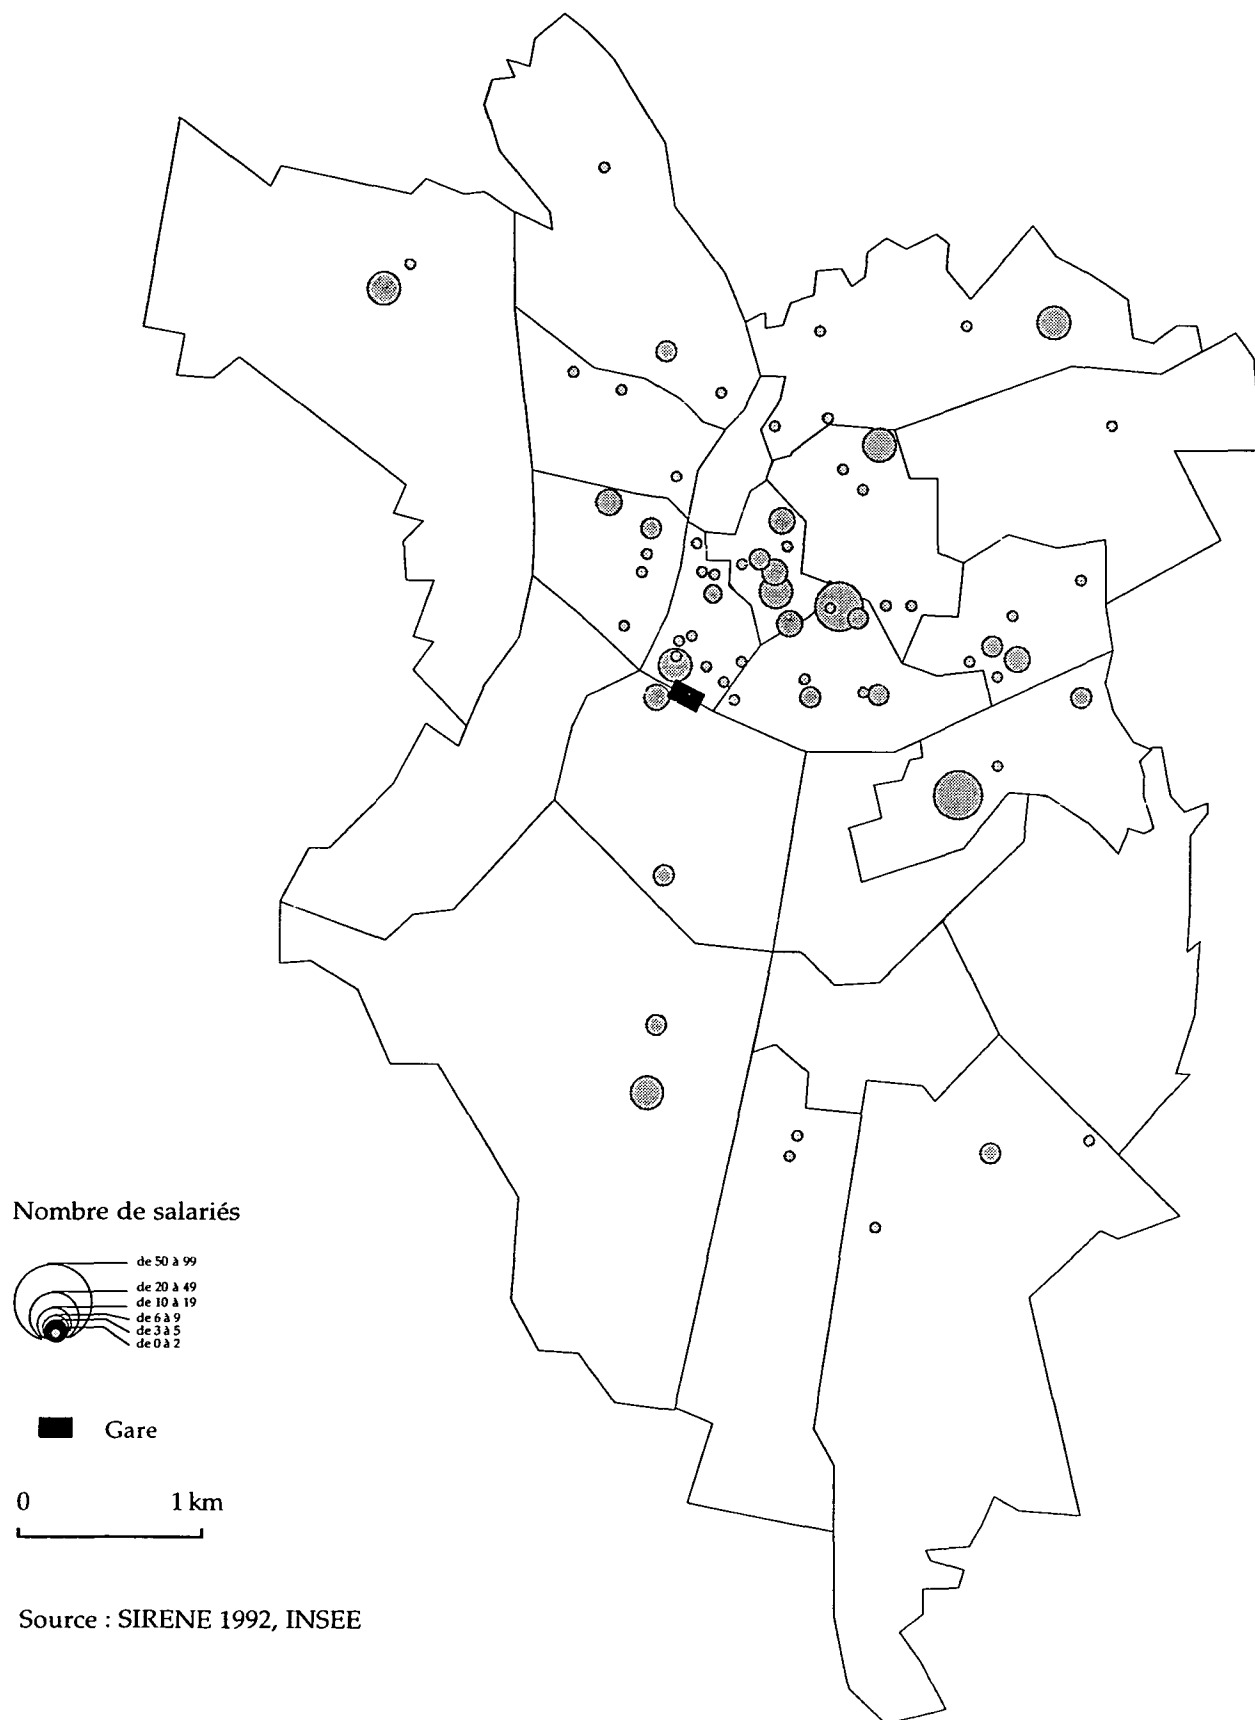 Nombre de salariés
de 50 à 99
de 20 à 49
de 10 à 19
de 6 à 9
de 3 à 5
de 0 à 2
Gare
0 1 km
Source : SIRENE 1992, INSEE